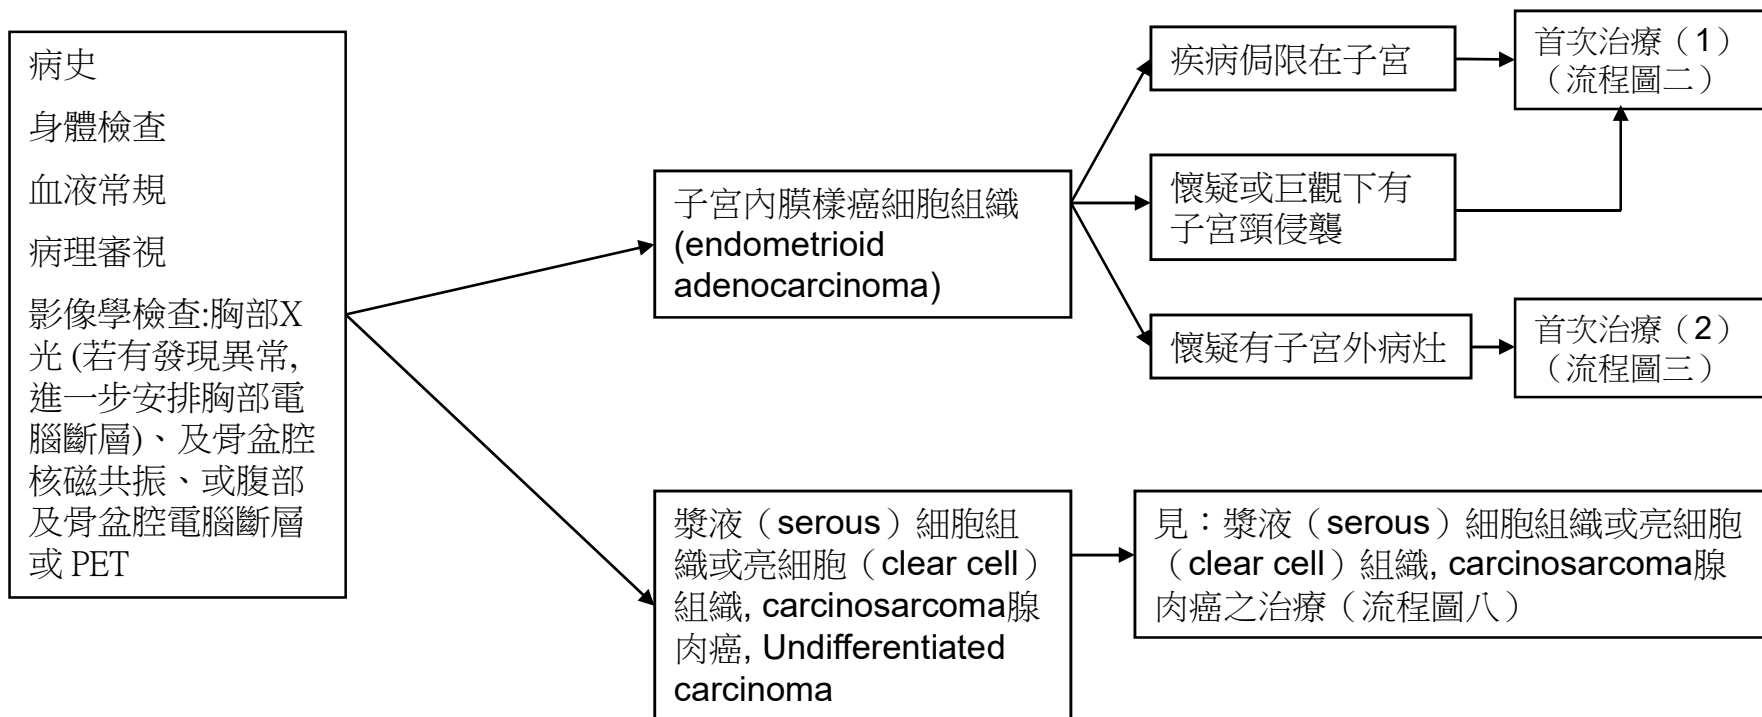 病史
身體檢查
血液常規
病理審視
影像學檢查:胸部X
光 (若有發現異常,
進一步安排胸部電
腦斷層)、及骨盆腔
核磁共振、或腹部
及骨盆腔電腦斷層
或 PET
子宮內膜樣癌細胞組織
(endometrioid
adenocarcinoma)
疾病侷限在子宮
首次治療（1）
（流程圖二）
懷疑或巨觀下有
子宮頸侵襲
懷疑有子宮外病灶
首次治療（2）
（流程圖三）
漿液（serous）細胞組
織或亮細胞（clear cell）
組織, carcinosarcoma腺
肉癌, Undifferentiated
carcinoma
見：漿液（serous）細胞組織或亮細胞
（clear cell）組織, carcinosarcoma腺
肉癌之治療（流程圖八）